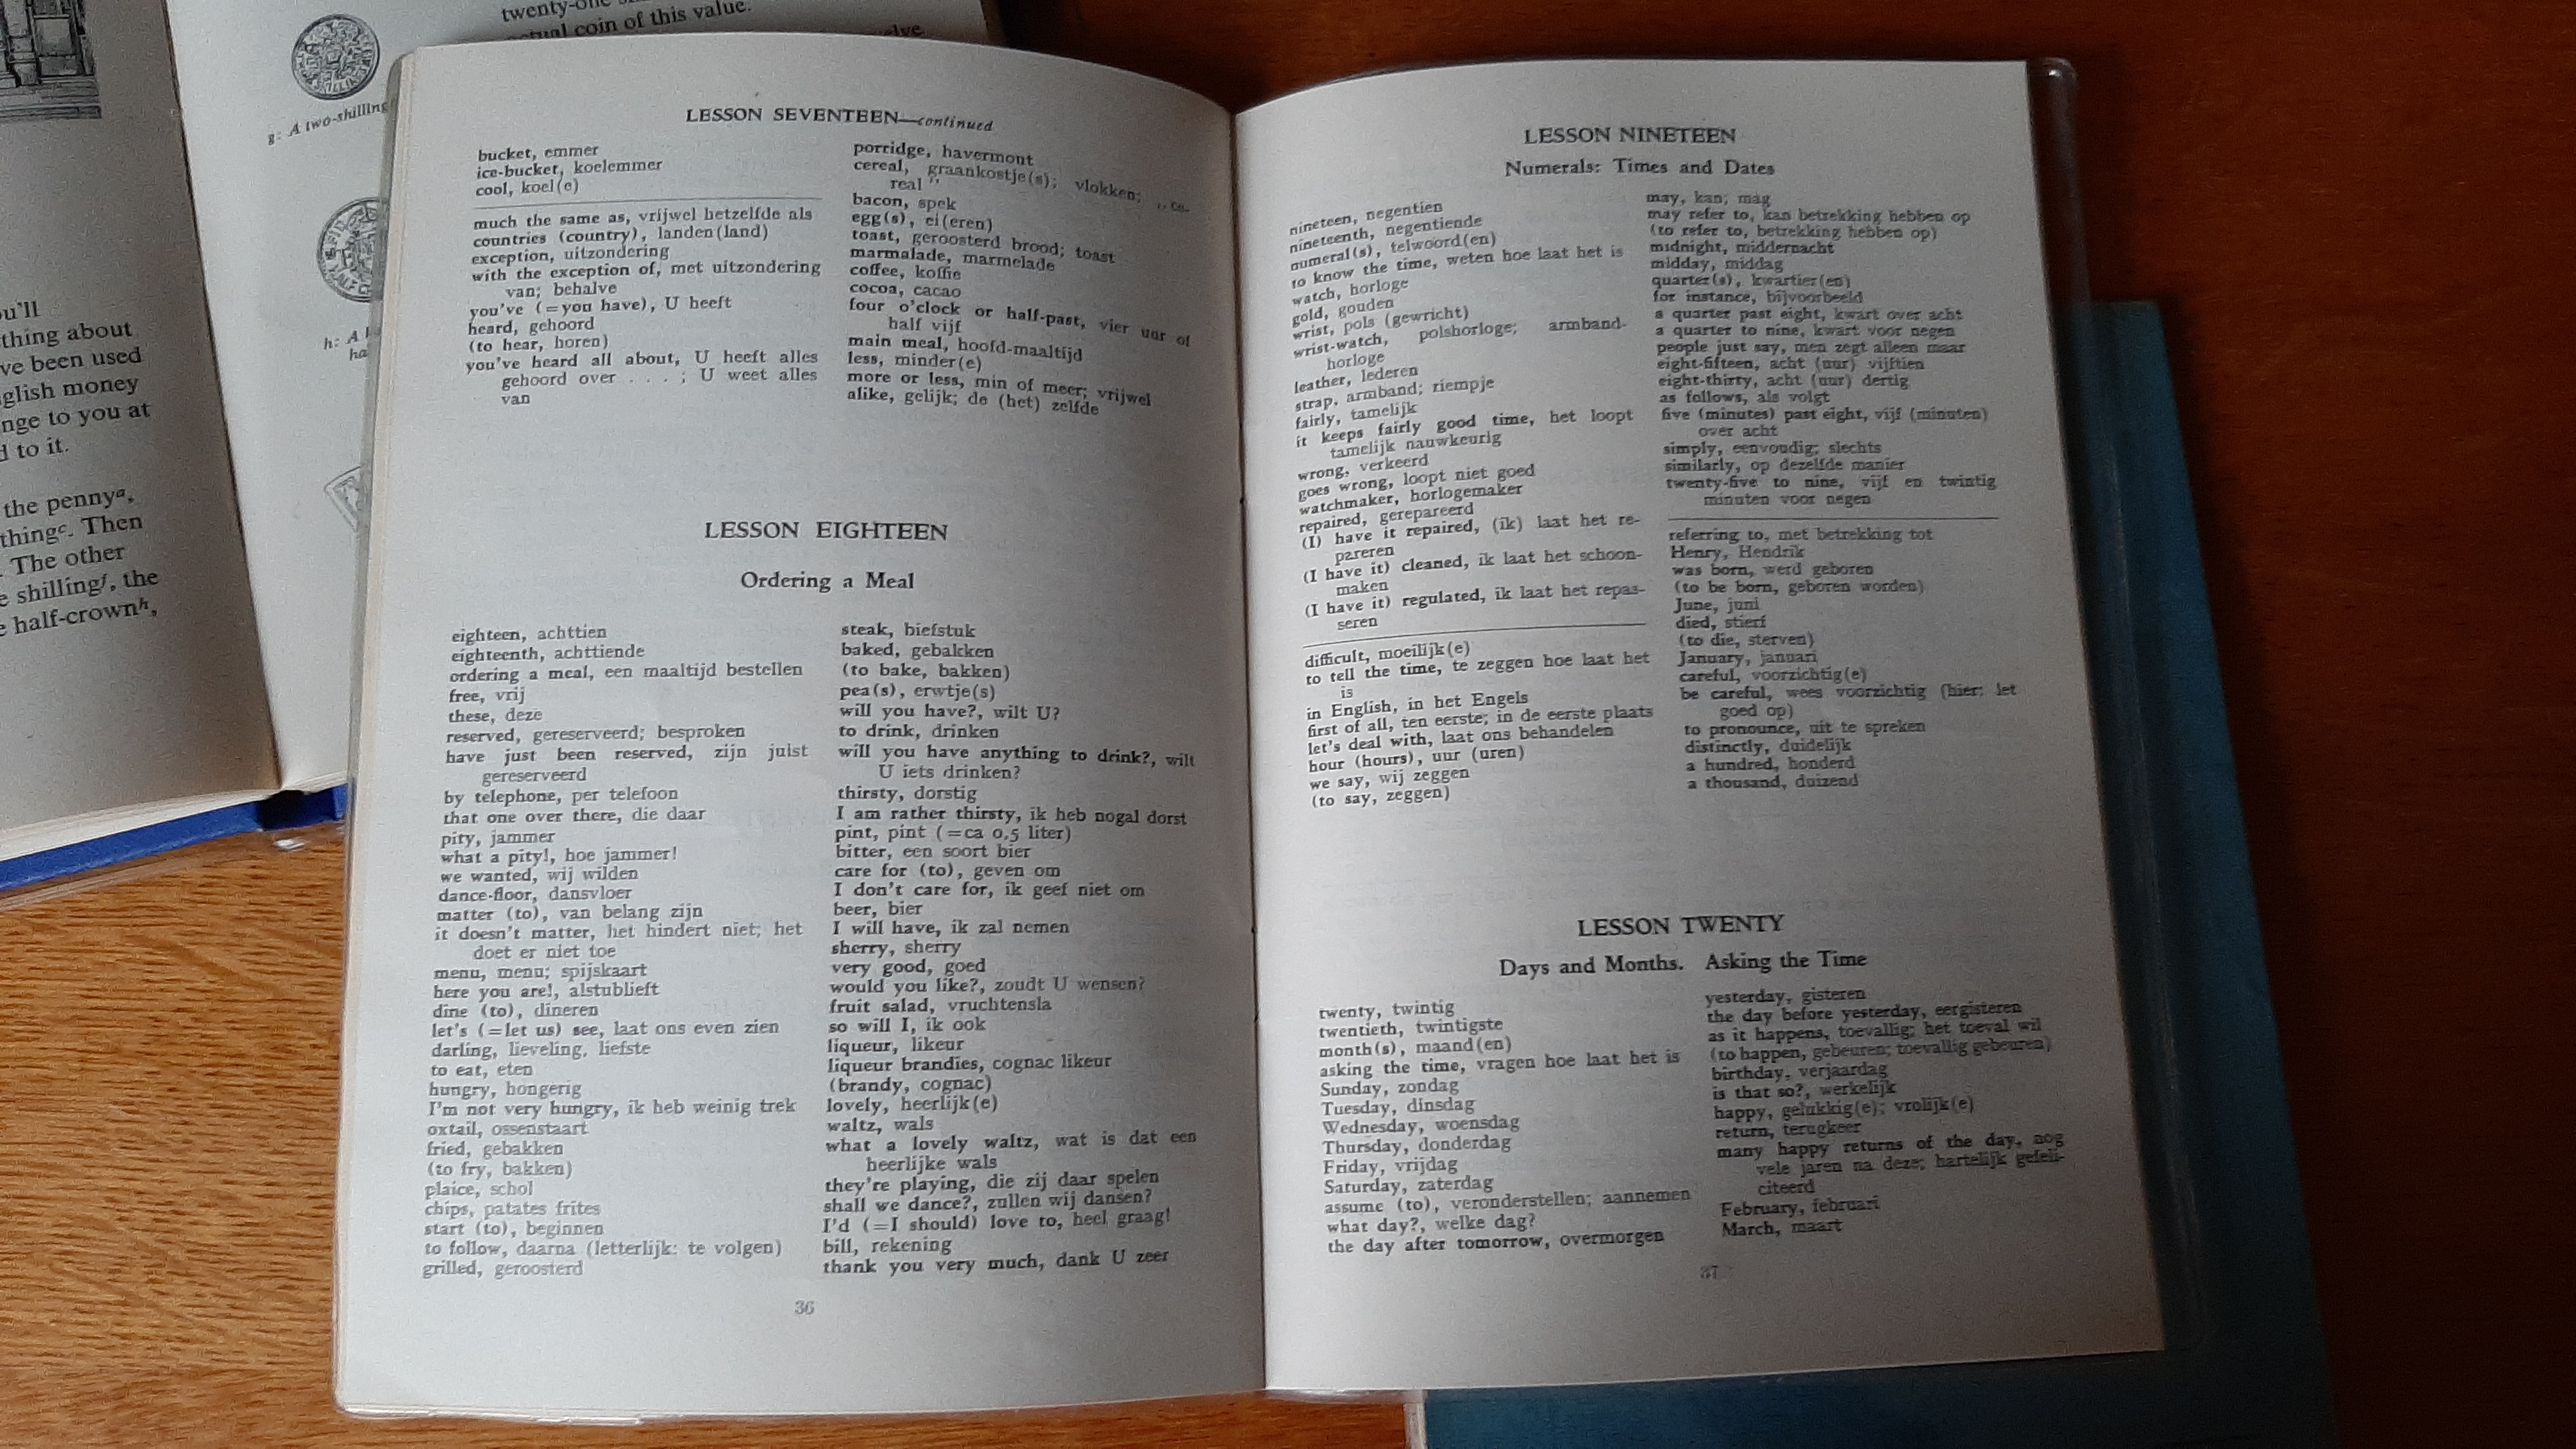 u'll
thing about
ve been used
glish money
nge to you at
d to it.
the pennyᵃ,
thingᶜ. Then
. The other
e shillingᶠ, the
e half-crownʰ,
twenty-one
actual coin of this value.
g: A two-shilling
h: A
ha
LESSON SEVENTEEN—continued
bucket, emmer
ice-bucket, koelemmer
cool, koel(e)
much the same as, vrijwel hetzelfde als
countries (country), landen(land)
exception, uitzondering
with the exception of, met uitzondering
van; behalve
you've (=you have), U heeft
heard, gehoord
(to hear, horen)
you've heard all about, U heeft alles
gehoord over . . . ; U weet alles
van
porridge, havermont
cereal, graankostje(s); vlokken; „ce-
real”
bacon, spek
egg(s), ei(eren)
toast, geroosterd brood; toast
marmalade, marmelade
coffee, koffie
cocoa, cacao
four o'clock or half-past, vier uur of
half vijf
main meal, hoofd-maaltijd
less, minder(e)
more or less, min of meer; vrijwel
alike, gelijk; de (het) zelfde
LESSON EIGHTEEN
Ordering a Meal
eighteen, achttien
eighteenth, achttiende
ordering a meal, een maaltijd bestellen
free, vrij
these, deze
reserved, gereserveerd; besproken
have just been reserved, zijn juist
gereserveerd
by telephone, per telefoon
that one over there, die daar
pity, jammer
what a pity!, hoe jammer!
we wanted, wij wilden
dance-floor, dansvloer
matter (to), van belang zijn
it doesn't matter, het hindert niet; het
doet er niet toe
menu, menu; spijskaart
here you are!, alstublieft
dine (to), dineren
let's (=let us) see, laat ons even zien
darling, lieveling, liefste
to eat, eten
hungry, hongerig
I'm not very hungry, ik heb weinig trek
oxtail, ossenstaart
fried, gebakken
(to fry, bakken)
plaice, schol
chips, patates frites
start (to), beginnen
to follow, daarna (letterlijk: te volgen)
grilled, geroosterd
steak, biefstuk
baked, gebakken
(to bake, bakken)
pea(s), erwtje(s)
will you have?, wilt U?
to drink, drinken
will you have anything to drink?, wilt
U iets drinken?
thirsty, dorstig
I am rather thirsty, ik heb nogal dorst
pint, pint (=ca 0,5 liter)
bitter, een soort bier
care for (to), geven om
I don't care for, ik geef niet om
beer, bier
I will have, ik zal nemen
sherry, sherry
very good, goed
would you like?, zoudt U wensen?
fruit salad, vruchtensla
so will I, ik ook
liqueur, likeur
liqueur brandies, cognac likeur
(brandy, cognac)
lovely, heerlijk(e)
waltz, wals
what a lovely waltz, wat is dat een
heerlijke wals
they're playing, die zij daar spelen
shall we dance?, zullen wij dansen?
I'd (=I should) love to, heel graag!
bill, rekening
thank you very much, dank U zeer
36
LESSON NINETEEN
Numerals: Times and Dates
nineteen, negentien
nineteenth, negentiende
numeral(s), telwoord(en)
to know the time, weten hoe laat het is
watch, horloge
gold, gouden
wrist, pols (gewricht)
wrist-watch, polshorloge; armband-
horloge
leather, lederen
strap, armband; riempje
fairly, tamelijk
it keeps fairly good time, het loopt
tamelijk nauwkeurig
wrong, verkeerd
goes wrong, loopt niet goed
watchmaker, horlogemaker
repaired, gerepareerd
(I) have it repaired, (ik) laat het re-
pareren
(I have it) cleaned, ik laat het schoon-
maken
(I have it) regulated, ik laat het repas-
seren
difficult, moeilijk(e)
to tell the time, te zeggen hoe laat het
is
in English, in het Engels
first of all, ten eerste; in de eerste plaats
let's deal with, laat ons behandelen
hour (hours), uur (uren)
we say, wij zeggen
(to say, zeggen)
may, kan; mag
may refer to, kan betrekking hebben op
(to refer to, betrekking hebben op)
midnight, middernacht
midday, middag
quarter(s), kwartier(en)
for instance, bijvoorbeeld
a quarter past eight, kwart over acht
a quarter to nine, kwart voor negen
people just say, men zegt alleen maar
eight-fifteen, acht (uur) vijftien
eight-thirty, acht (uur) dertig
as follows, als volgt
five (minutes) past eight, vijf (minuten)
over acht
simply, eenvoudig; slechts
similarly, op dezelfde manier
twenty-five to nine, vijf en twintig
minuten voor negen
referring to, met betrekking tot
Henry, Hendrik
was born, werd geboren
(to be born, geboren worden)
June, juni
died, stierf
(to die, sterven)
January, januari
careful, voorzichtig(e)
be careful, wees voorzichtig (hier: let
goed op)
to pronounce, uit te spreken
distinctly, duidelijk
a hundred, honderd
a thousand, duizend
LESSON TWENTY
Days and Months. Asking the Time
twenty, twintig
twentieth, twintigste
month(s), maand(en)
asking the time, vragen hoe laat het is
Sunday, zondag
Tuesday, dinsdag
Wednesday, woensdag
Thursday, donderdag
Friday, vrijdag
Saturday, zaterdag
assume (to), veronderstellen; aannemen
what day?, welke dag?
the day after tomorrow, overmorgen
yesterday, gisteren
the day before yesterday, eergisteren
as it happens, toevallig; het toeval wil
(to happen, gebeuren; toevallig gebeuren)
birthday, verjaardag
is that so?, werkelijk
happy, gelukkig(e); vrolijk(e)
return, terugkeer
many happy returns of the day, nog
vele jaren na deze; hartelijk gefeli-
citeerd
February, februari
March, maart
37